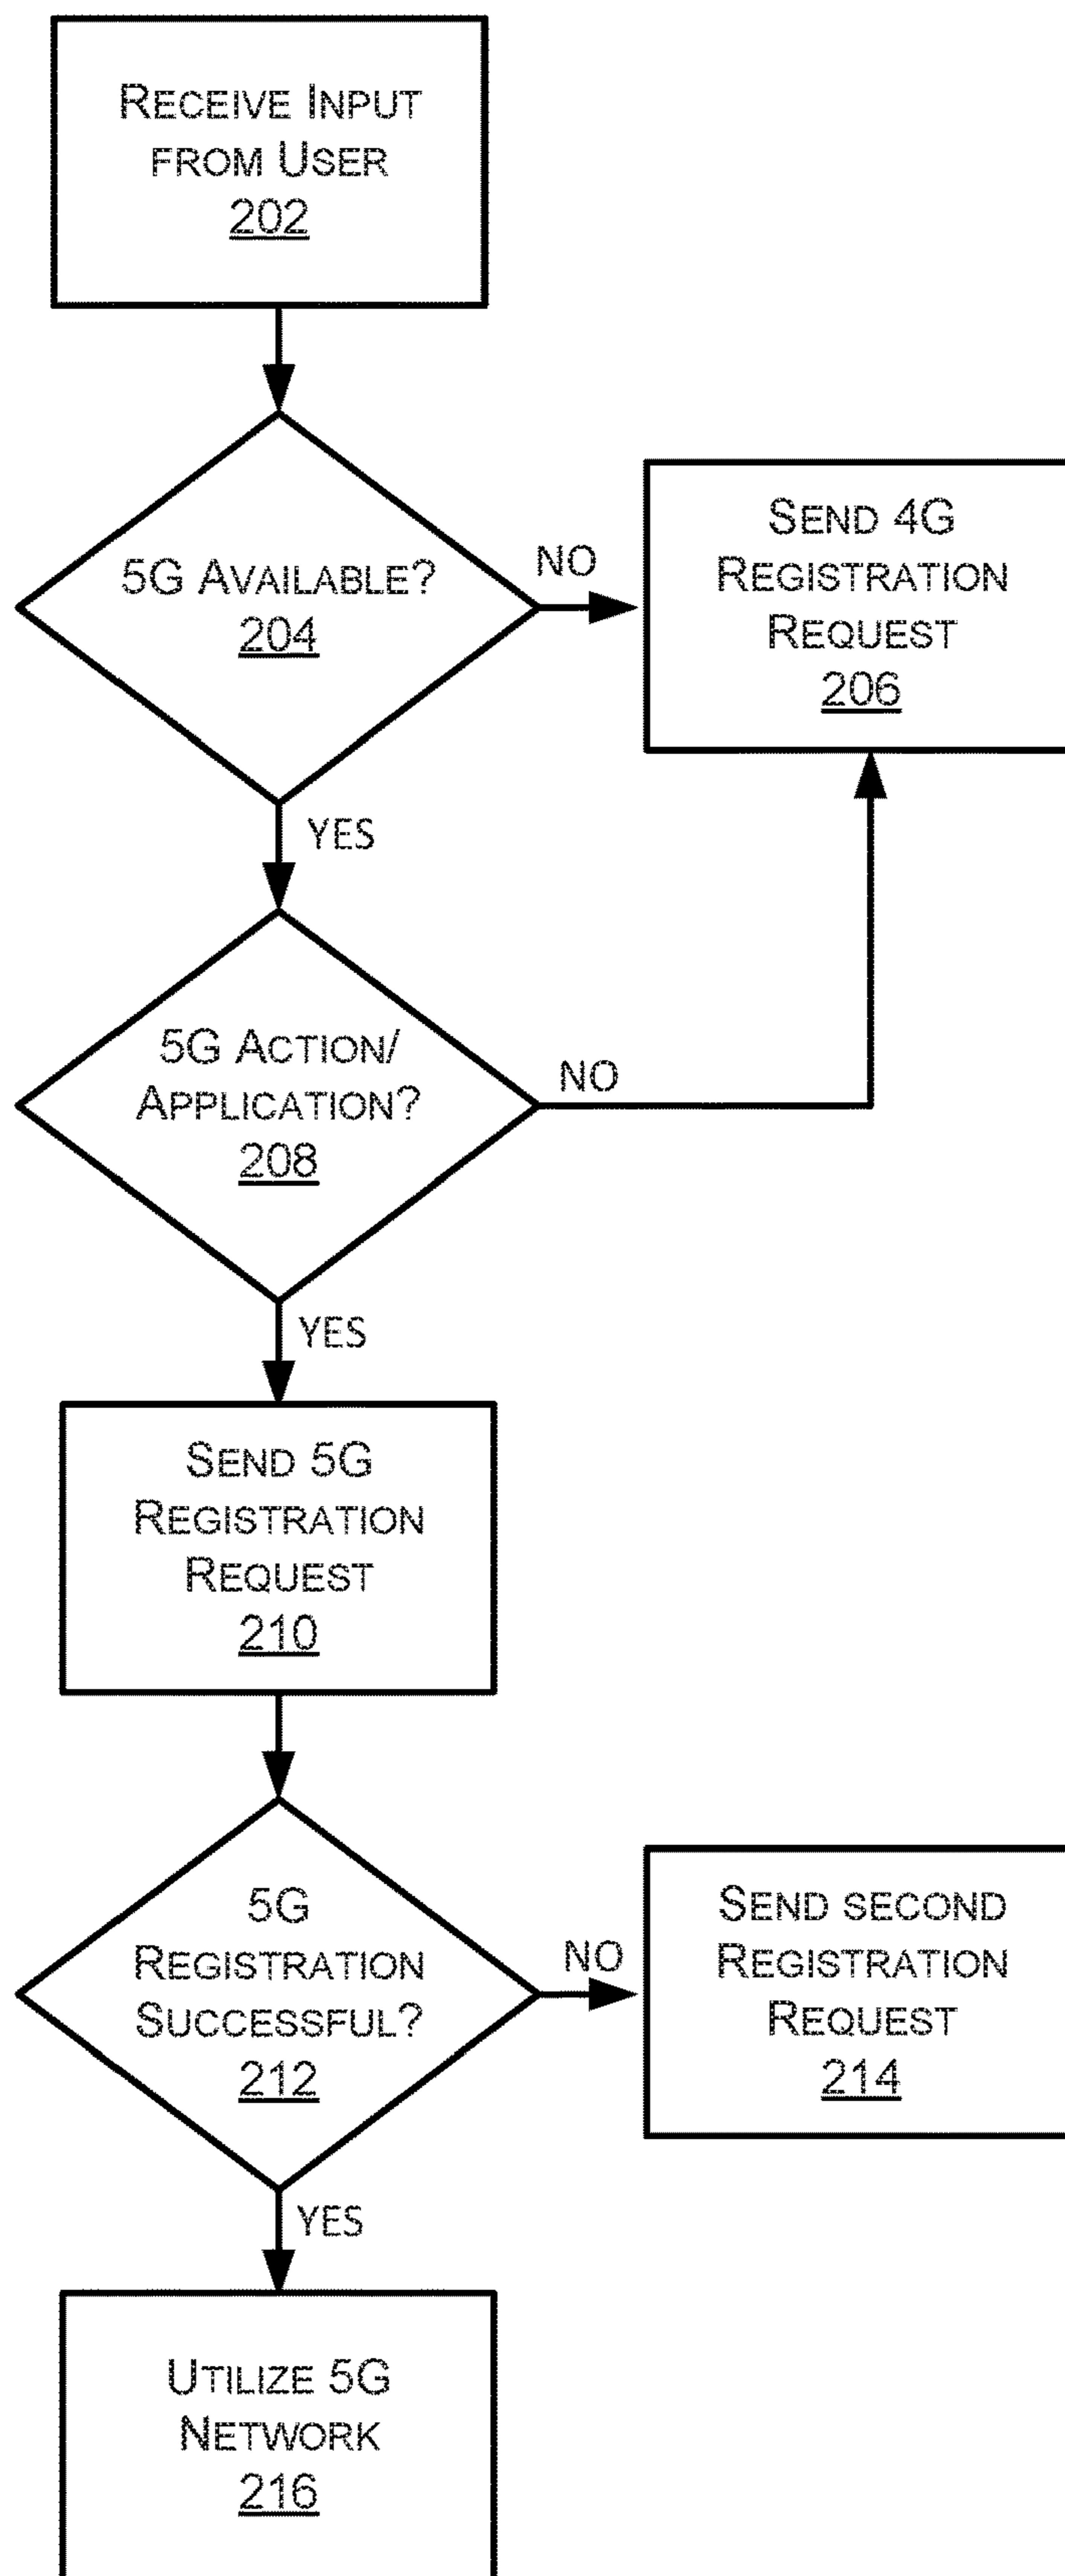 RECEIVE INPUT
FROM USER
202
5G AVAILABLE?
204
NO
SEND 4G
REGISTRATION
REQUEST
206
YES
5G ACTION/
APPLICATION?
208
NO
YES
SEND 5G
REGISTRATION
REQUEST
210
5G
REGISTRATION
SUCCESSFUL?
212
NO
SEND SECOND
REGISTRATION
REQUEST
214
YES
UTILIZE 5G
NETWORK
216